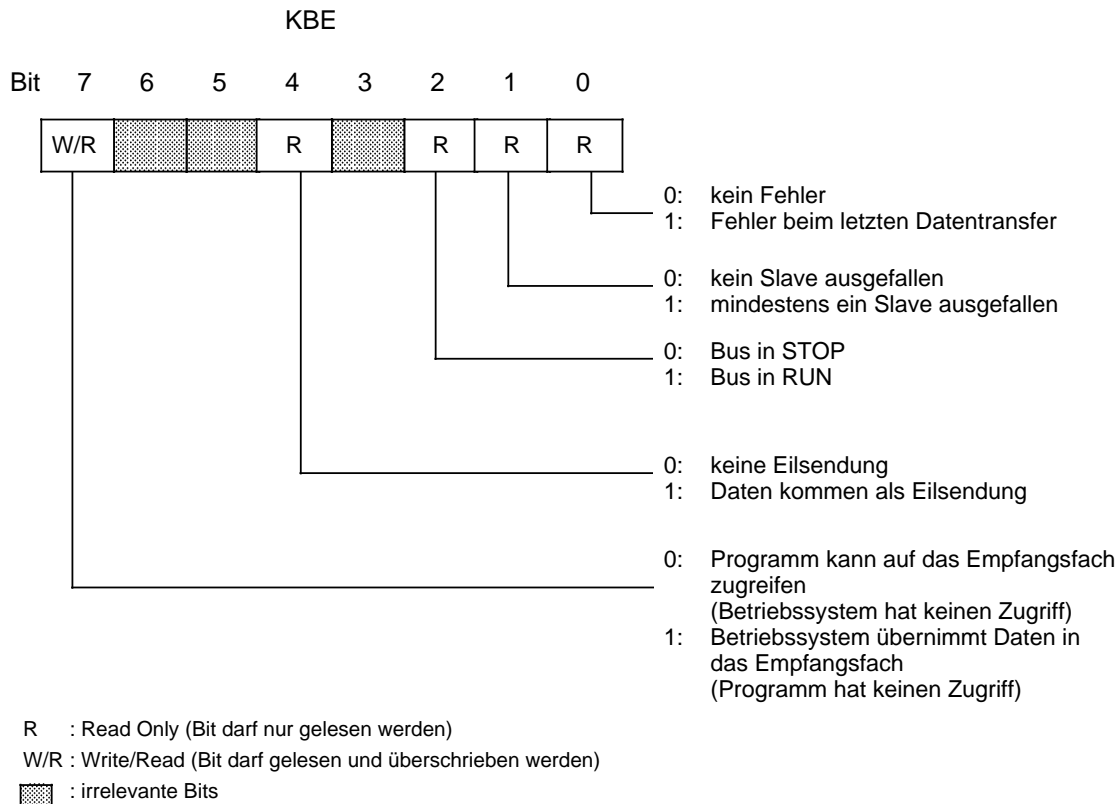 KBE
Bit 7 6 5 4 3 2 1 0
W/R R R R R
0: kein Fehler
1: Fehler beim letzten Datentransfer
0: kein Slave ausgefallen
1: mindestens ein Slave ausgefallen
0: Bus in STOP
1: Bus in RUN
0: keine Eilsendung
1: Daten kommen als Eilsendung
0: Programm kann auf das Empfangsfach
zugreifen
(Betriebssystem hat keinen Zugriff)
1: Betriebssystem übernimmt Daten in
das Empfangsfach
(Programm hat keinen Zugriff)
R : Read Only (Bit darf nur gelesen werden)
W/R : Write/Read (Bit darf gelesen und überschrieben werden)
: irrelevante Bits